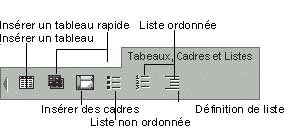 Insérer un tableau rapide
Liste ordonnée
Insérer un tableau
Tabeaux, Cadres et Listes
Insérer des cadres
Définition de liste
Liste non ordonnée